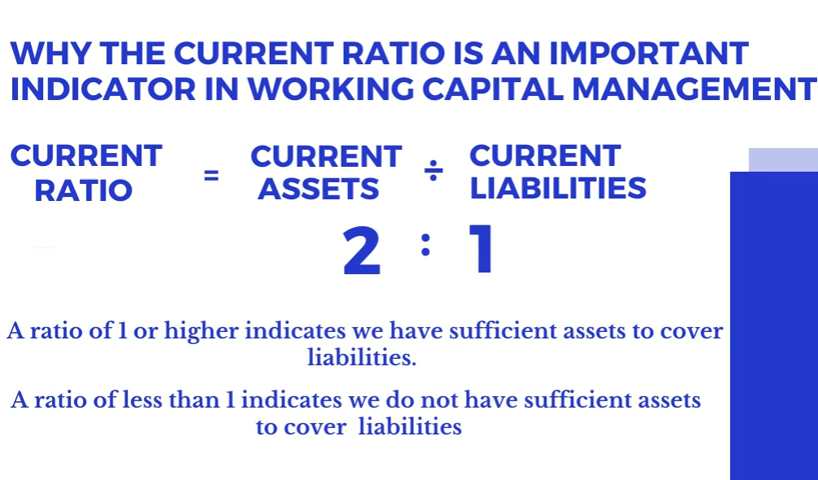 WHY THE CURRENT RATIO IS AN IMPORTANT
INDICATOR IN WORKING CAPITAL MANAGEMENT
CURRENT RATIO = CURRENT ASSETS ÷ CURRENT LIABILITIES
2 : 1
A ratio of 1 or higher indicates we have sufficient assets to cover
liabilities.
A ratio of less than 1 indicates we do not have sufficient assets
to cover liabilities